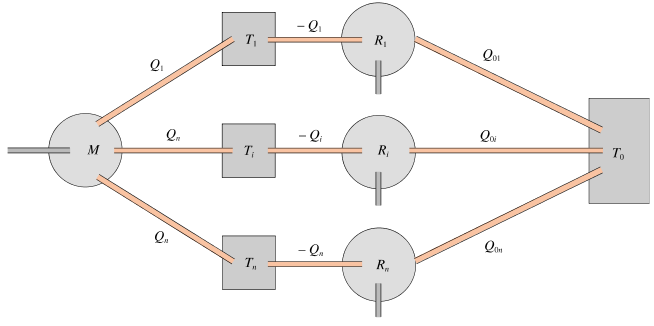 T₁
– Q₁
R₁
Q₁
Q₀₁
M
Qₙ
Tᵢ
– Qᵢ
Rᵢ
Q₀ᵢ
T₀
Qₙ
Tₙ
– Qₙ
Rₙ
Q₀ₙ